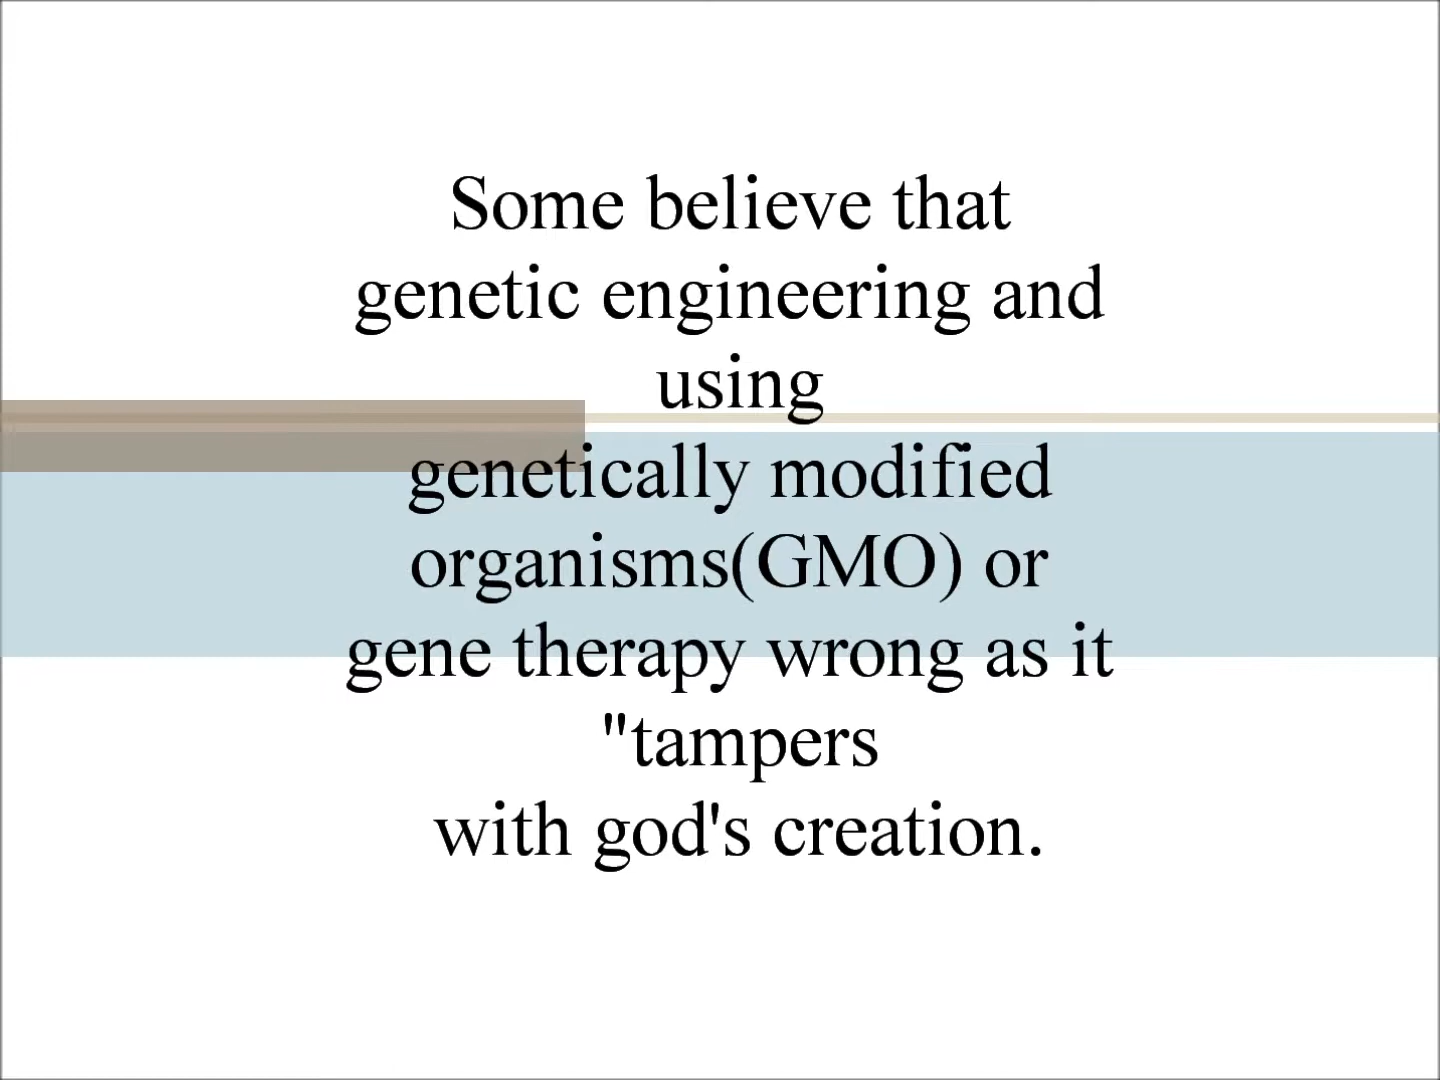 Some believe that
genetic engineering and
using
genetically modified
organisms(GMO) or
gene therapy wrong as it
"tampers
with god's creation.